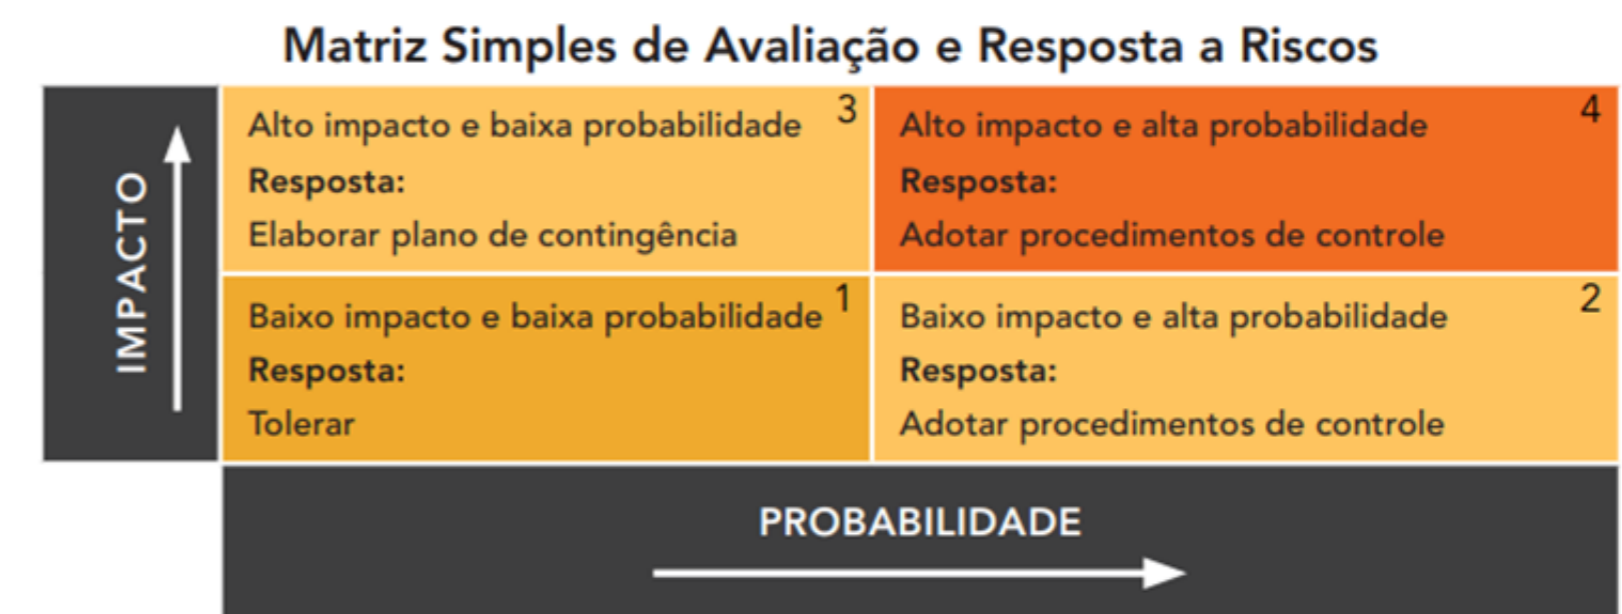 Matriz Simples de Avaliação e Resposta a Riscos
IMPACTO
Alto impacto e baixa probabilidade 3
Resposta:
Elaborar plano de contingência
Alto impacto e alta probabilidade 4
Resposta:
Adotar procedimentos de controle
Baixo impacto e baixa probabilidade 1
Resposta:
Tolerar
Baixo impacto e alta probabilidade 2
Resposta:
Adotar procedimentos de controle
PROBABILIDADE